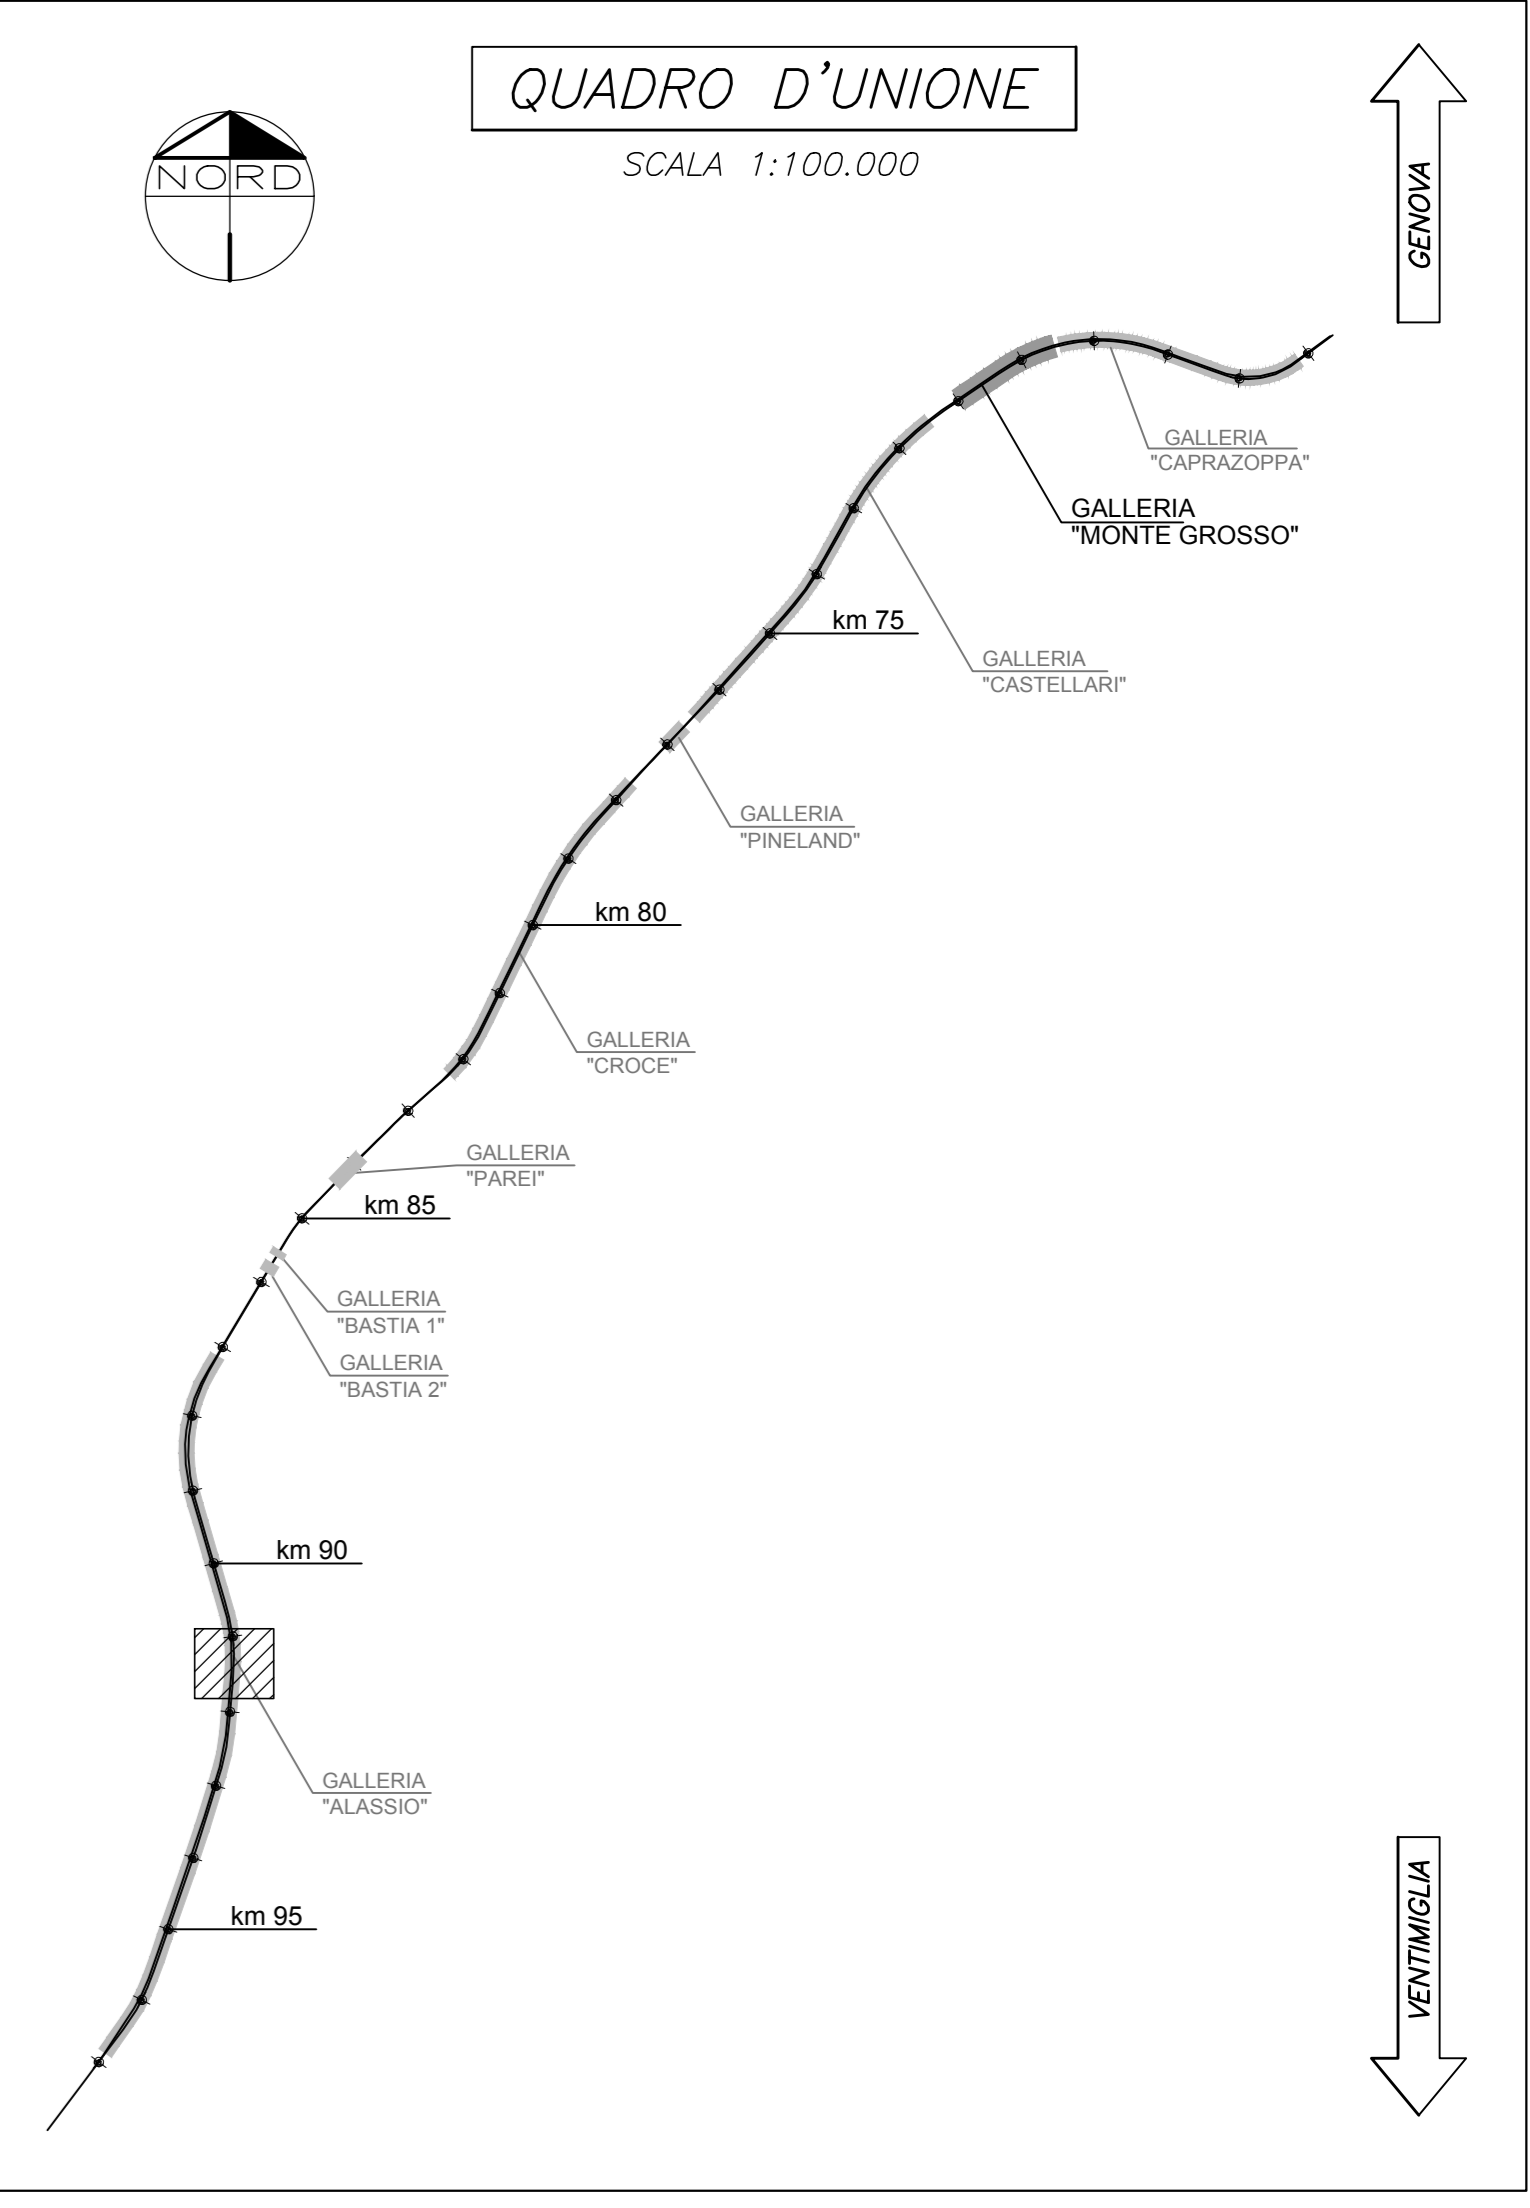 QUADRO D'UNIONE
SCALA 1:100.000
NORD
GENOVA
GALLERIA
"CAPRAZOPPA"
GALLERIA
"MONTE GROSSO"
km 75
GALLERIA
"CASTELLARI"
GALLERIA
"PINELAND"
km 80
GALLERIA
"CROCE"
GALLERIA
"PAREI"
km 85
GALLERIA
"BASTIA 1"
GALLERIA
"BASTIA 2"
km 90
GALLERIA
"ALASSIO"
km 95
VENTIMIGLIA